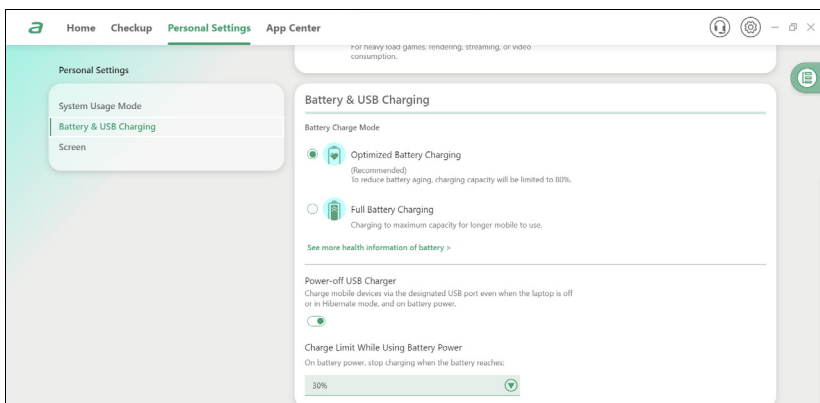 a Home Checkup Personal Settings App Center
For heavy load games, rendering, streaming, or video
consumption.
Personal Settings
System Usage Mode
Battery & USB Charging
Screen
Battery & USB Charging
Battery Charge Mode
Optimized Battery Charging
(Recommended)
To reduce battery aging, charging capacity will be limited to 80%.
Full Battery Charging
Charging to maximum capacity for longer mobile to use.
See more health information of battery >
Power-off USB Charger
Charge mobile devices via the designated USB port even when the laptop is off
or in Hibernate mode, and on battery power.
Charge Limit While Using Battery Power
On battery power, stop charging when the battery reaches:
30%